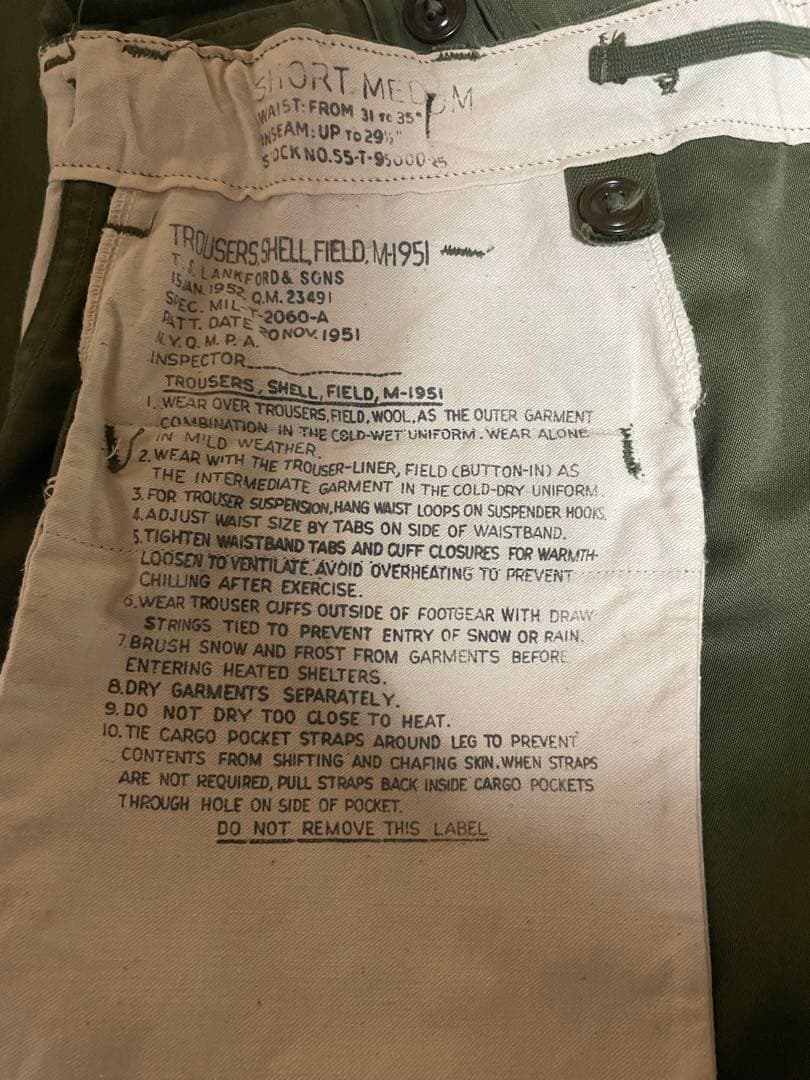 SHORT MEDIUM
WAIST: FROM 31 TO 35"
INSEAM: UP TO 29½"
STOCK NO. 55-T-95000-25
TROUSERS, SHELL, FIELD, M-1951
T. S. LANKFORD & SONS
15 JAN. 1952 Q.M. 23491
SPEC. MIL-T-2060-A
PATT. DATE 20 NOV. 1951
N.Y.Q.M.P.A.
INSPECTOR
TROUSERS, SHELL, FIELD, M-1951
1. WEAR OVER TROUSERS, FIELD, WOOL, AS THE OUTER GARMENT
COMBINATION IN THE COLD-WET UNIFORM. WEAR ALONE
IN MILD WEATHER.
2. WEAR WITH THE TROUSER-LINER, FIELD (BUTTON-IN) AS
THE INTERMEDIATE GARMENT IN THE COLD-DRY UNIFORM.
3. FOR TROUSER SUSPENSION, HANG WAIST LOOPS ON SUSPENDER HOOKS.
4. ADJUST WAIST SIZE BY TABS ON SIDE OF WAISTBAND.
5. TIGHTEN WAISTBAND TABS AND CUFF CLOSURES FOR WARMTH-
LOOSEN TO VENTILATE. AVOID OVERHEATING TO PREVENT
CHILLING AFTER EXERCISE.
6. WEAR TROUSER CUFFS OUTSIDE OF FOOTGEAR WITH DRAW
STRINGS TIED TO PREVENT ENTRY OF SNOW OR RAIN.
7. BRUSH SNOW AND FROST FROM GARMENTS BEFORE
ENTERING HEATED SHELTERS.
8. DRY GARMENTS SEPARATELY.
9. DO NOT DRY TOO CLOSE TO HEAT.
10. TIE CARGO POCKET STRAPS AROUND LEG TO PREVENT
CONTENTS FROM SHIFTING AND CHAFING SKIN. WHEN STRAPS
ARE NOT REQUIRED, PULL STRAPS BACK INSIDE CARGO POCKETS
THROUGH HOLE ON SIDE OF POCKET.
DO NOT REMOVE THIS LABEL